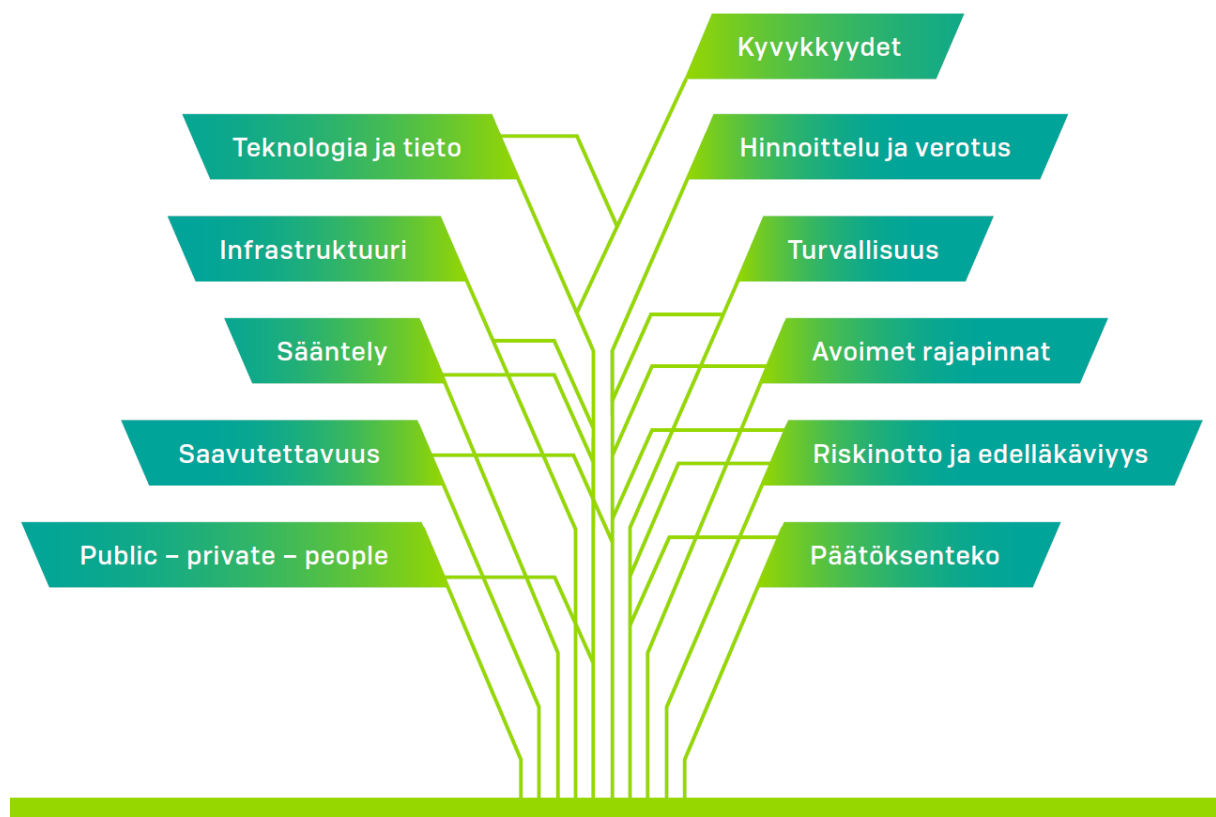 Kyvykkyydet
Teknologia ja tieto
Hinnoittelu ja verotus
Infrastruktuuri
Turvallisuus
Sääntely
Avoimet rajapinnat
Saavutettavuus
Riskinotto ja edelläkäviyys
Public – private – people
Päätöksenteko